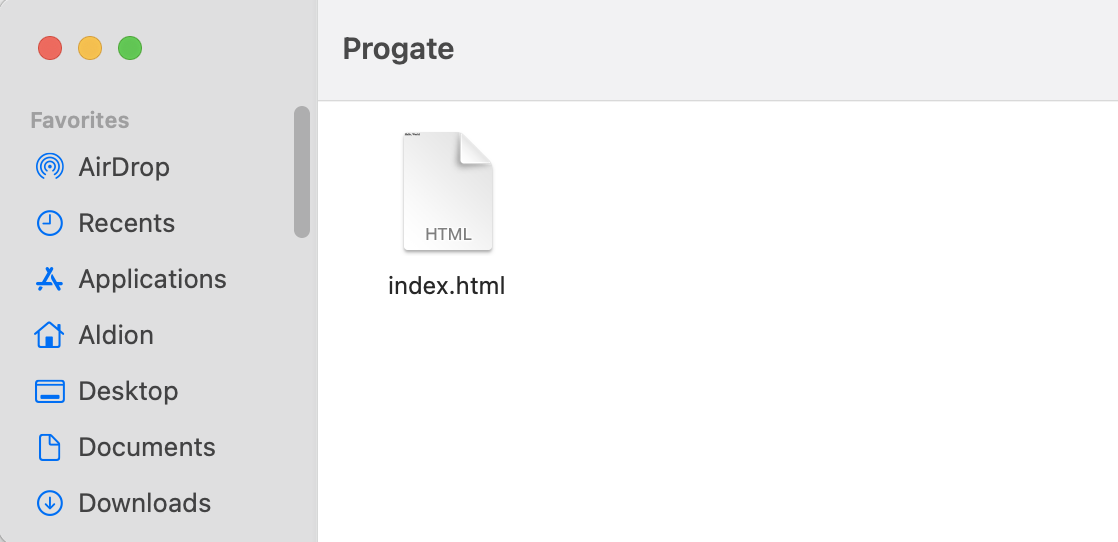 Progate
Favorites
AirDrop
Recents
Applications
Aldion
Desktop
Documents
Downloads
HTML
index.html